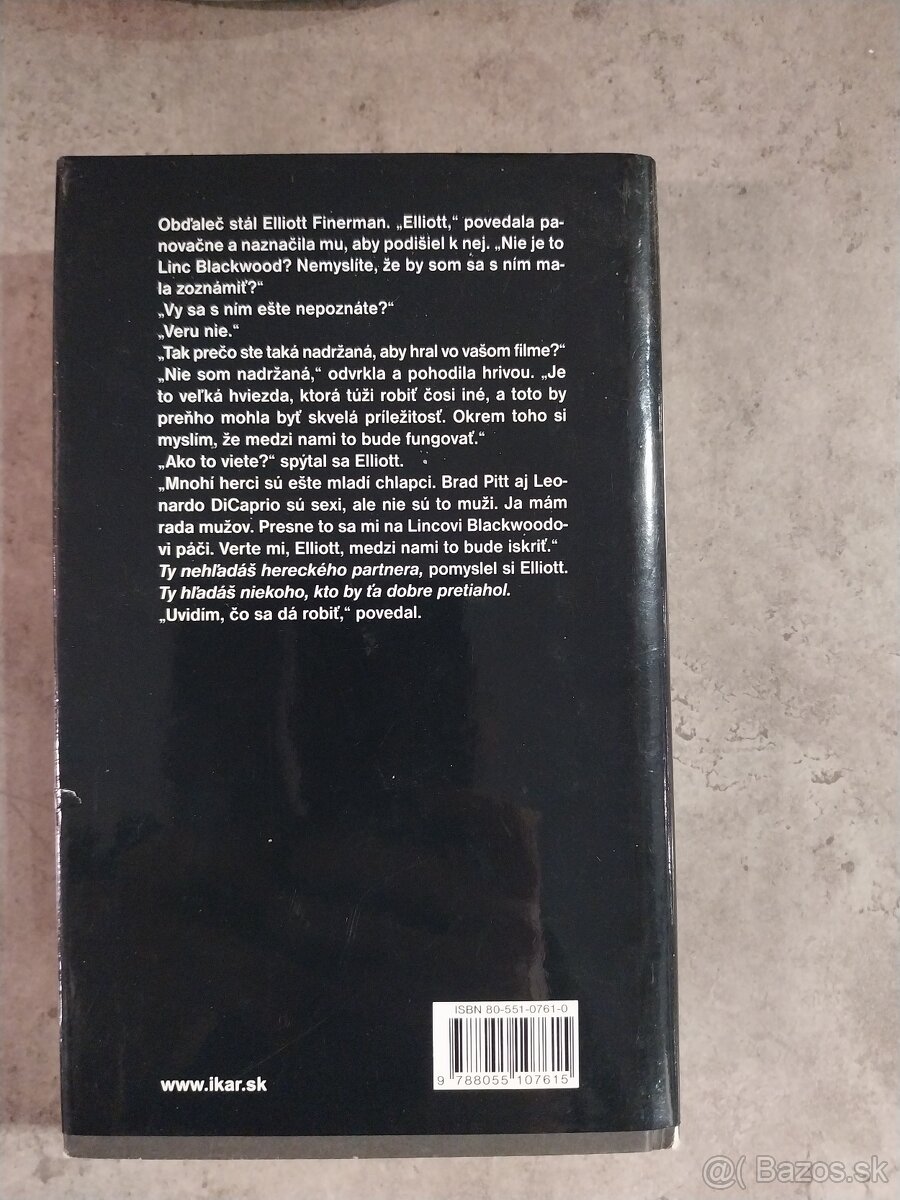 Obďaleč stál Elliott Finerman. „Elliott,“ povedala pa-
novačne a naznačila mu, aby podišiel k nej. „Nie je to
Linc Blackwood? Nemyslíte, že by som sa s ním ma-
la zoznámiť?“
„Vy sa s ním ešte nepoznáte?“
„Veru nie.“
„Tak prečo ste taká nadržaná, aby hral vo vašom filme?“
„Nie som nadržaná,“ odvrkla a pohodila hrivou. „Je
to veľká hviezda, ktorá túži robiť čosi iné, a toto by
preňho mohla byť skvelá príležitosť. Okrem toho si
myslím, že medzi nami to bude fungovať.“
„Ako to viete?“ spýtal sa Elliott.
„Mnohí herci sú ešte mladí chlapci. Brad Pitt aj Leo-
nardo DiCaprio sú sexi, ale nie sú to muži. Ja mám
rada mužov. Presne to sa mi na Lincovi Blackwoodo-
vi páči. Verte mi, Elliott, medzi nami to bude iskriť.“
Ty nehľadáš hereckého partnera, pomyslel si Elliott.
Ty hľadáš niekoho, kto by ťa dobre pretiahol.
„Uvidím, čo sa dá robiť,“ povedal.
ISBN 80-551-0761-0
9 788055 107615
www.ikar.sk
@( Bazos.sk